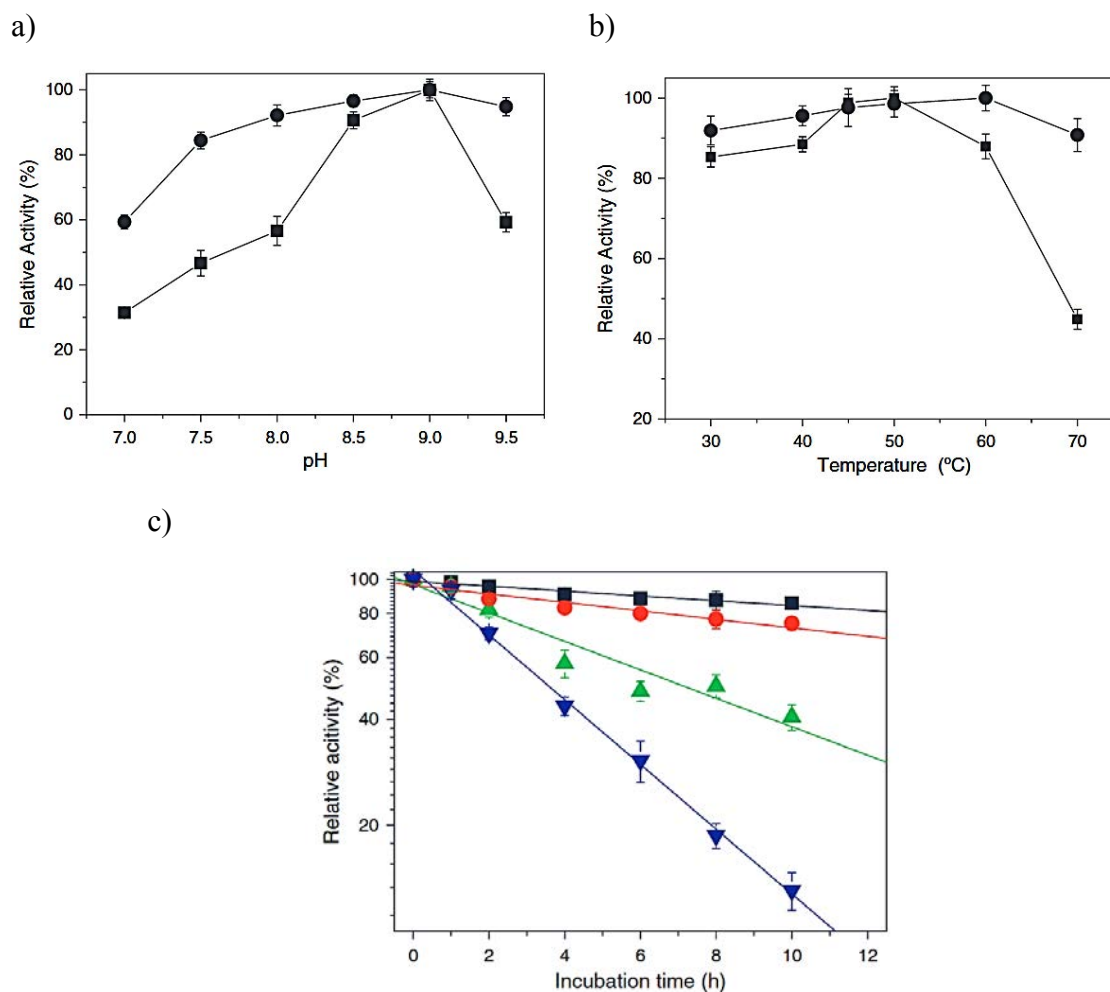 a)
100
80
60
40
20
0
Relative Activity (%)
7.0 7.5 8.0 8.5 9.0 9.5
pH
b)
100
80
60
40
20
Relative Activity (%)
30 40 50 60 70
Temperature (ºC)
c)
100
80
60
40
20
Relative acitivity (%)
0 2 4 6 8 10 12
Incubation time (h)